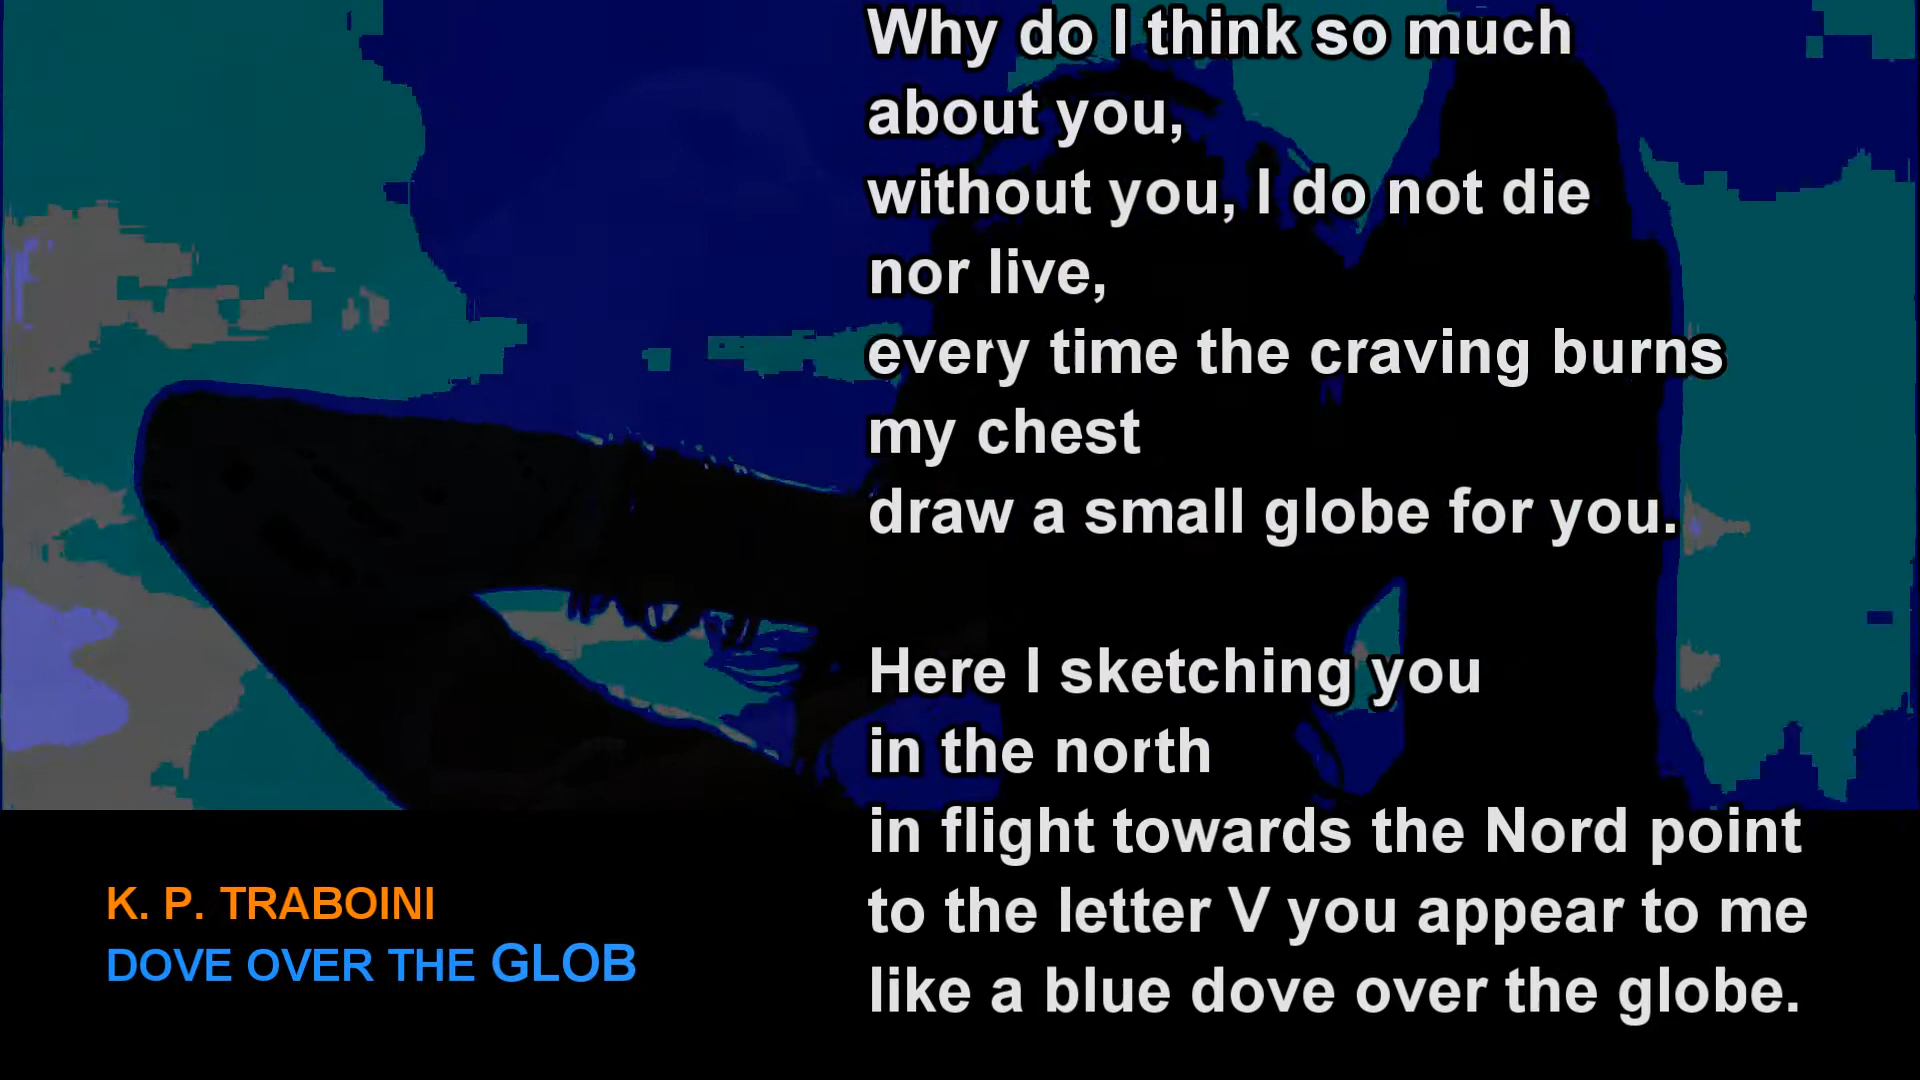 Why do I think so much
about you,
without you, I do not die
nor live,
every time the craving burns
my chest
draw a small globe for you.
Here I sketching you
in the north
in flight towards the Nord point
to the letter V you appear to me
like a blue dove over the globe.
K. P. TRABOINI
DOVE OVER THE GLOB